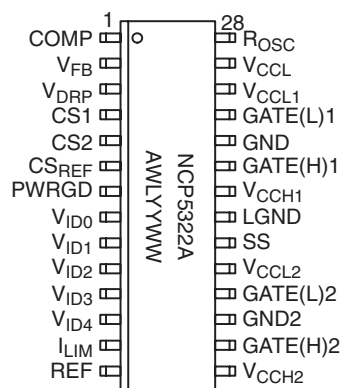 1 28
COMP R_OSC
V_FB V_CCL
V_DRP V_CCL1
CS1 GATE(L)1
CS2 GND
CS_REF GATE(H)1
PWRGD V_CCH1
V_ID0 LGND
V_ID1 SS
V_ID2 V_CCL2
V_ID3 GATE(L)2
V_ID4 GND2
I_LIM GATE(H)2
REF V_CCH2
NCP5322A
AWLYYWW